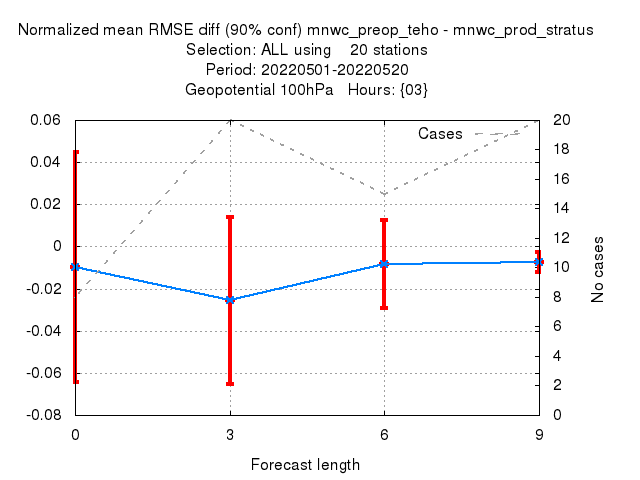 Normalized mean RMSE diff (90% conf) mnwc_preop_teho - mnwc_prod_stratus
Selection: ALL using    20 stations
Period: 20220501-20220520
Geopotential 100hPa   Hours: {03}
0.06
0.04
0.02
0
-0.02
-0.04
-0.06
-0.08
Cases
20
18
16
14
12
10
8
6
4
2
0
No cases
0 3 6 9
Forecast length